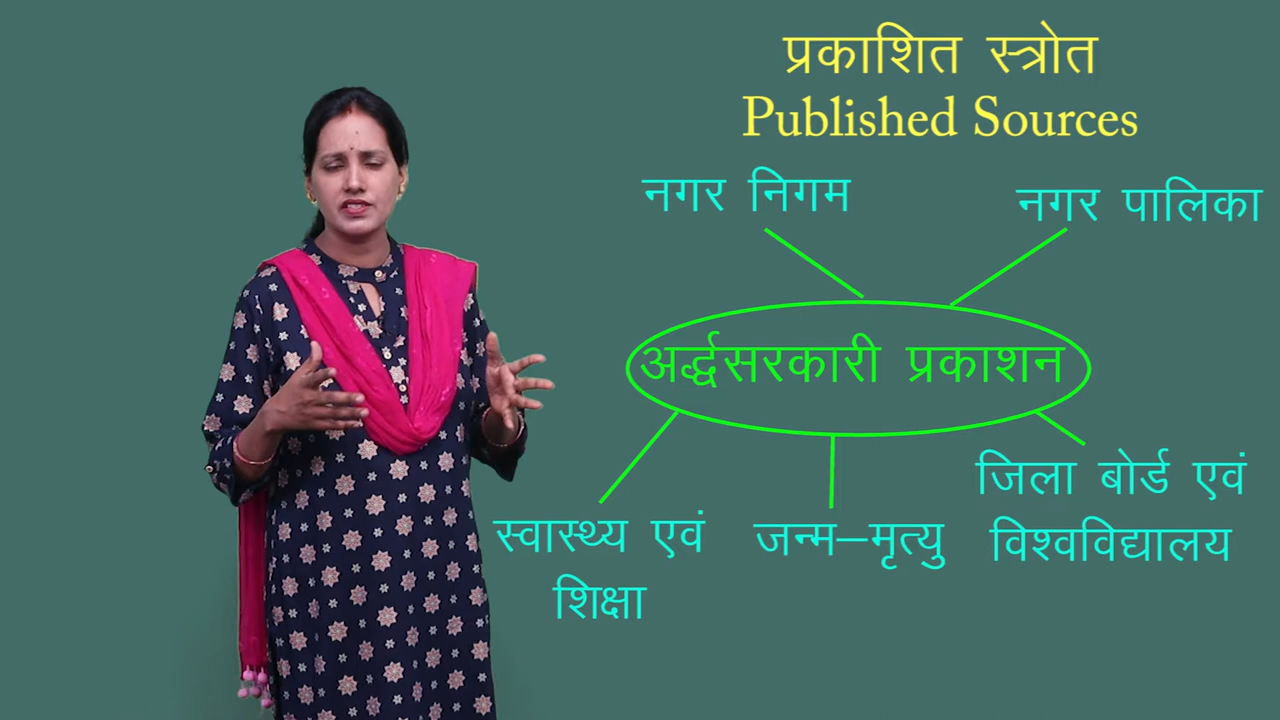 प्रकाशित स्त्रोत
Published Sources
नगर निगम
नगर पालिका
अर्द्धसरकारी प्रकाशन
स्वास्थ्य एवं
शिक्षा
जन्म–मृत्यु
जिला बोर्ड एवं
विश्वविद्यालय